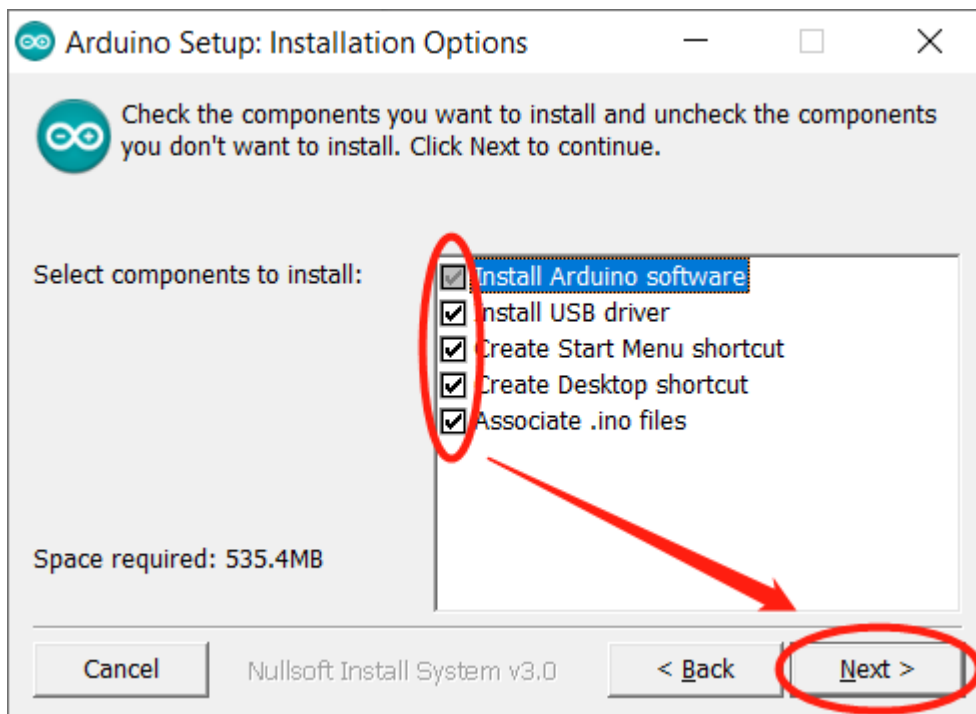 Arduino Setup: Installation Options
Check the components you want to install and uncheck the components
you don't want to install. Click Next to continue.
Select components to install:
Install Arduino software
Install USB driver
Create Start Menu shortcut
Create Desktop shortcut
Associate .ino files
Space required: 535.4MB
Cancel
Nullsoft Install System v3.0
< Back
Next >